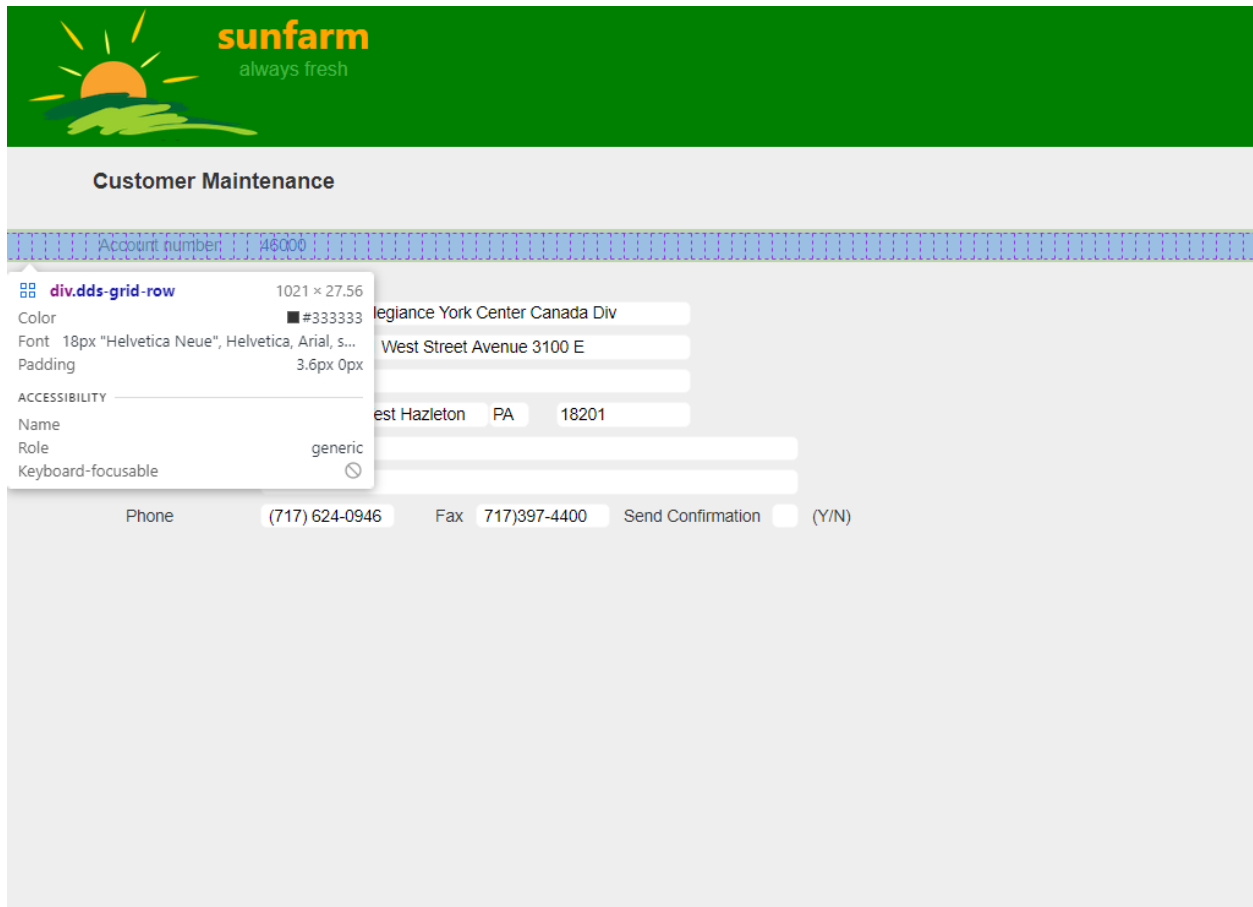 sunfarm
always fresh
Customer Maintenance
Account number 46000
div.dds-grid-row 1021 × 27.56
Color #333333
Font 18px "Helvetica Neue", Helvetica, Arial, s...
Padding 3.6px 0px
ACCESSIBILITY
Name
Role generic
Keyboard-focusable
legiance York Center Canada Div
West Street Avenue 3100 E
est Hazleton PA 18201
Phone (717) 624-0946 Fax 717)397-4400 Send Confirmation (Y/N)